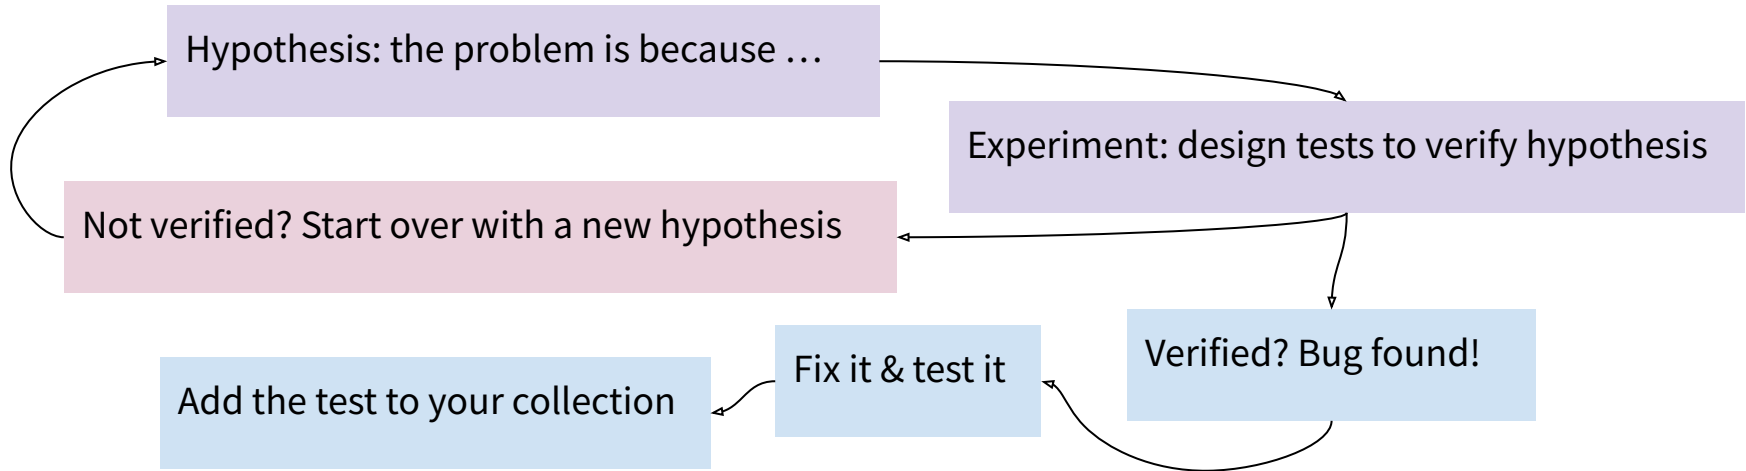 Hypothesis: the problem is because …
Experiment: design tests to verify hypothesis
Not verified? Start over with a new hypothesis
Verified? Bug found!
Fix it & test it
Add the test to your collection